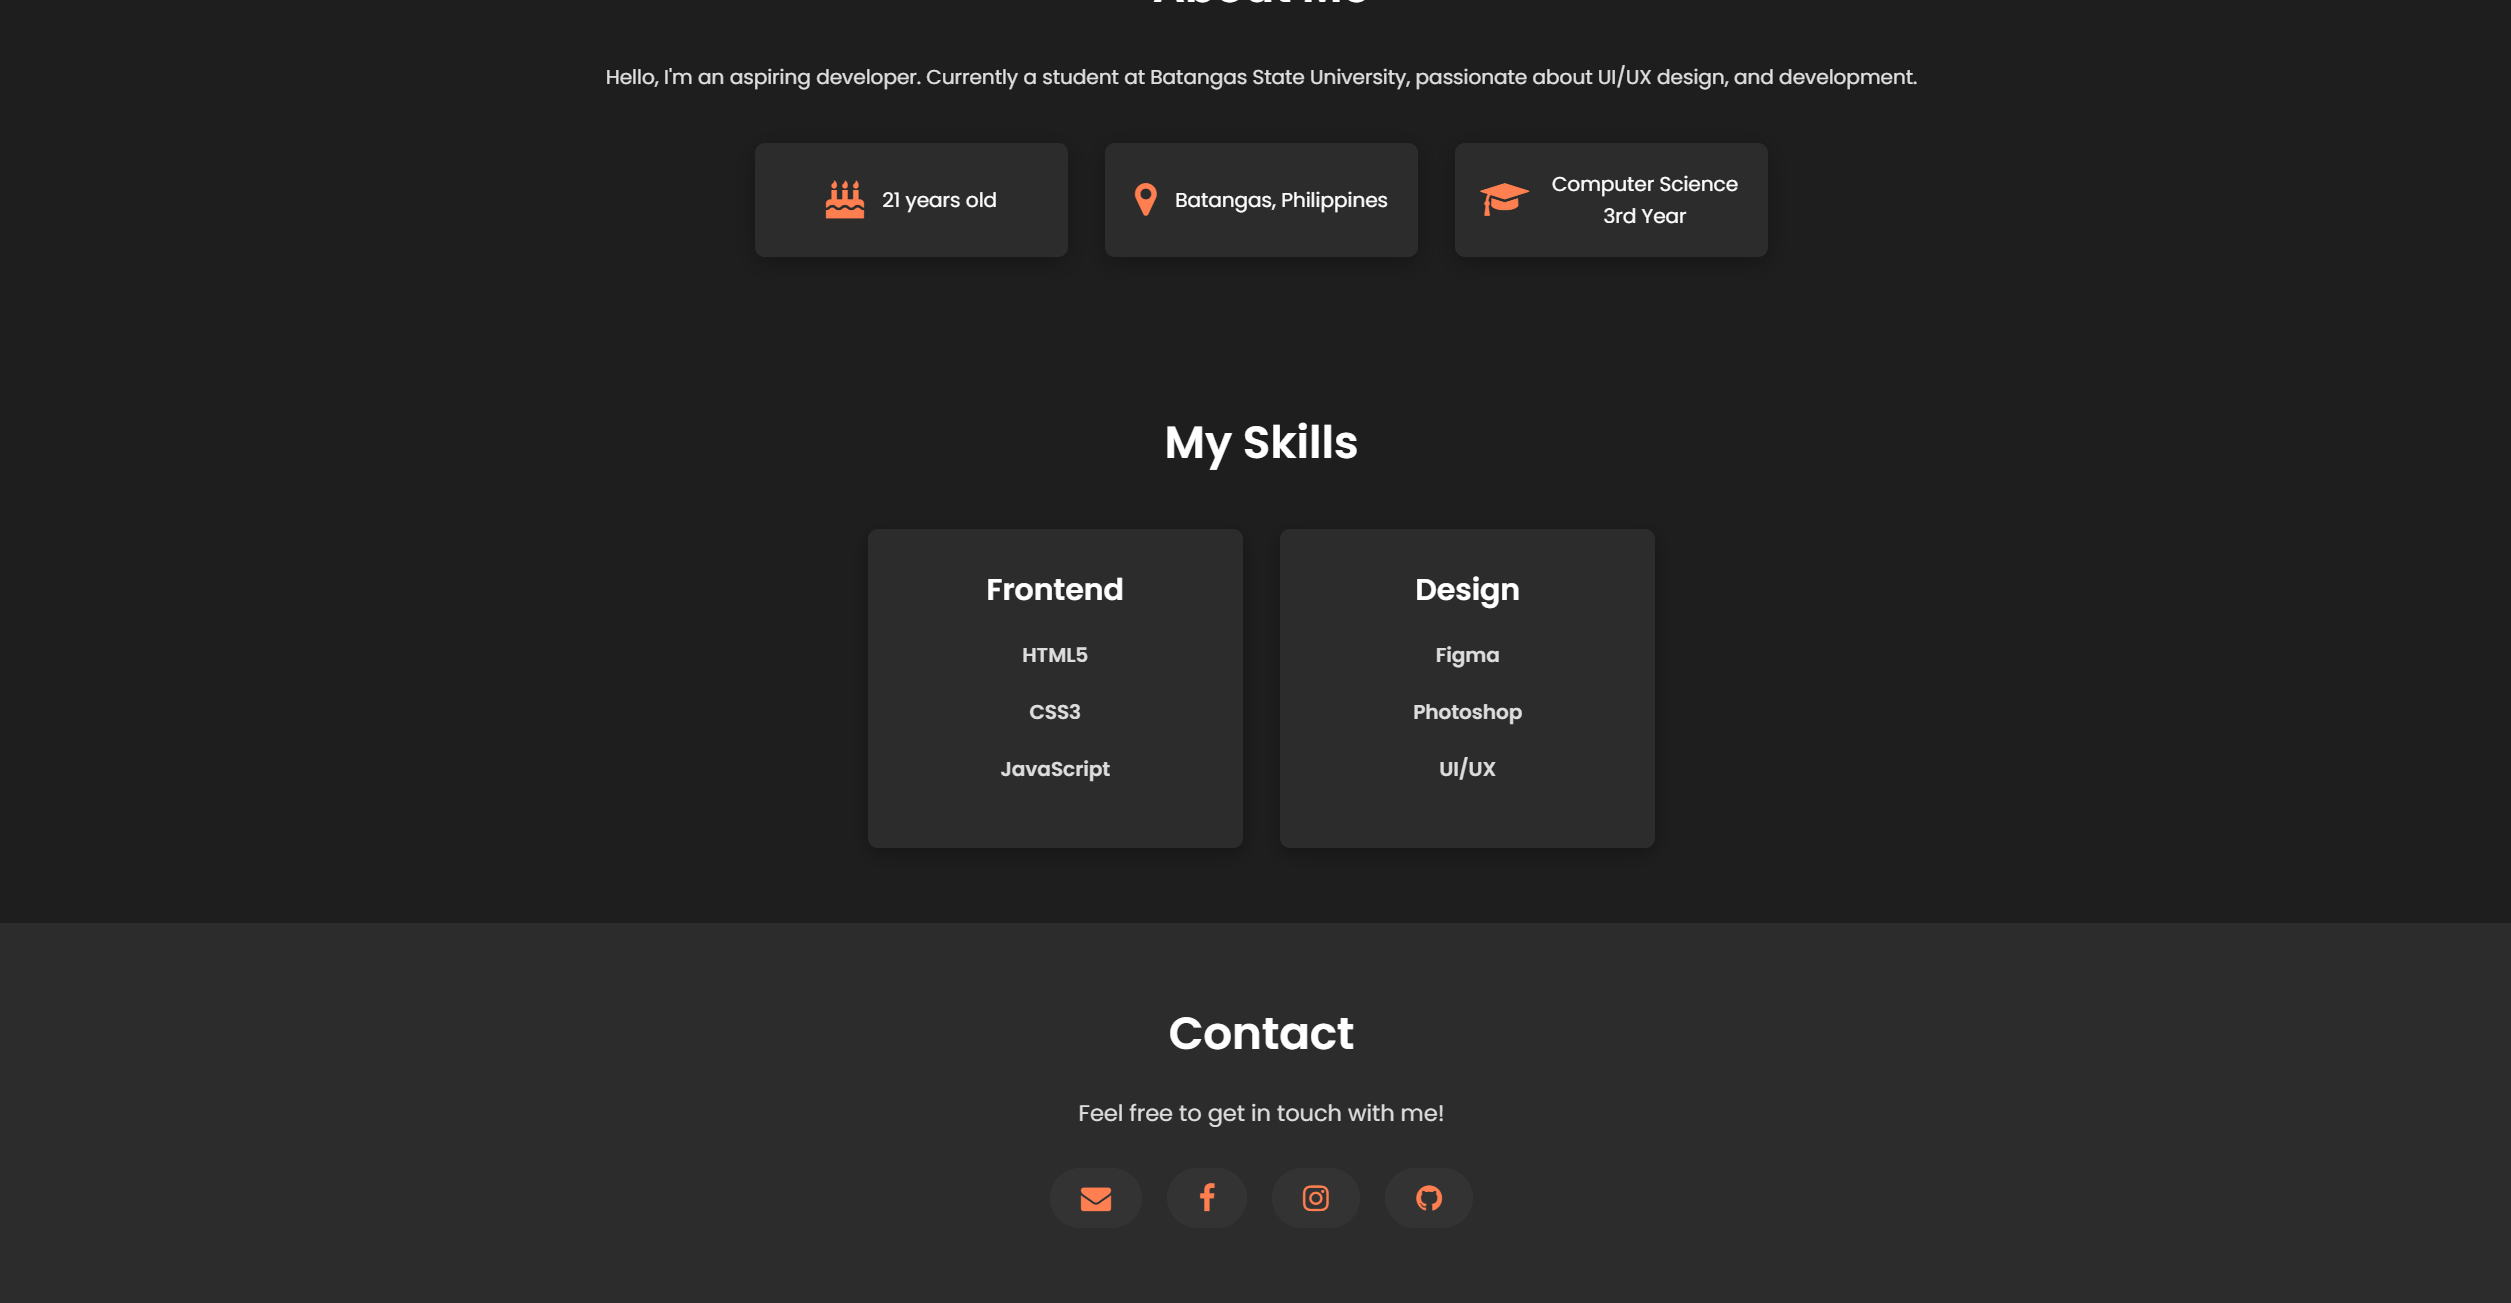 About Me
Hello, I'm an aspiring developer. Currently a student at Batangas State University, passionate about UI/UX design, and development.
21 years old
Batangas, Philippines
Computer Science
3rd Year
My Skills
Frontend
HTML5
CSS3
JavaScript
Design
Figma
Photoshop
UI/UX
Contact
Feel free to get in touch with me!